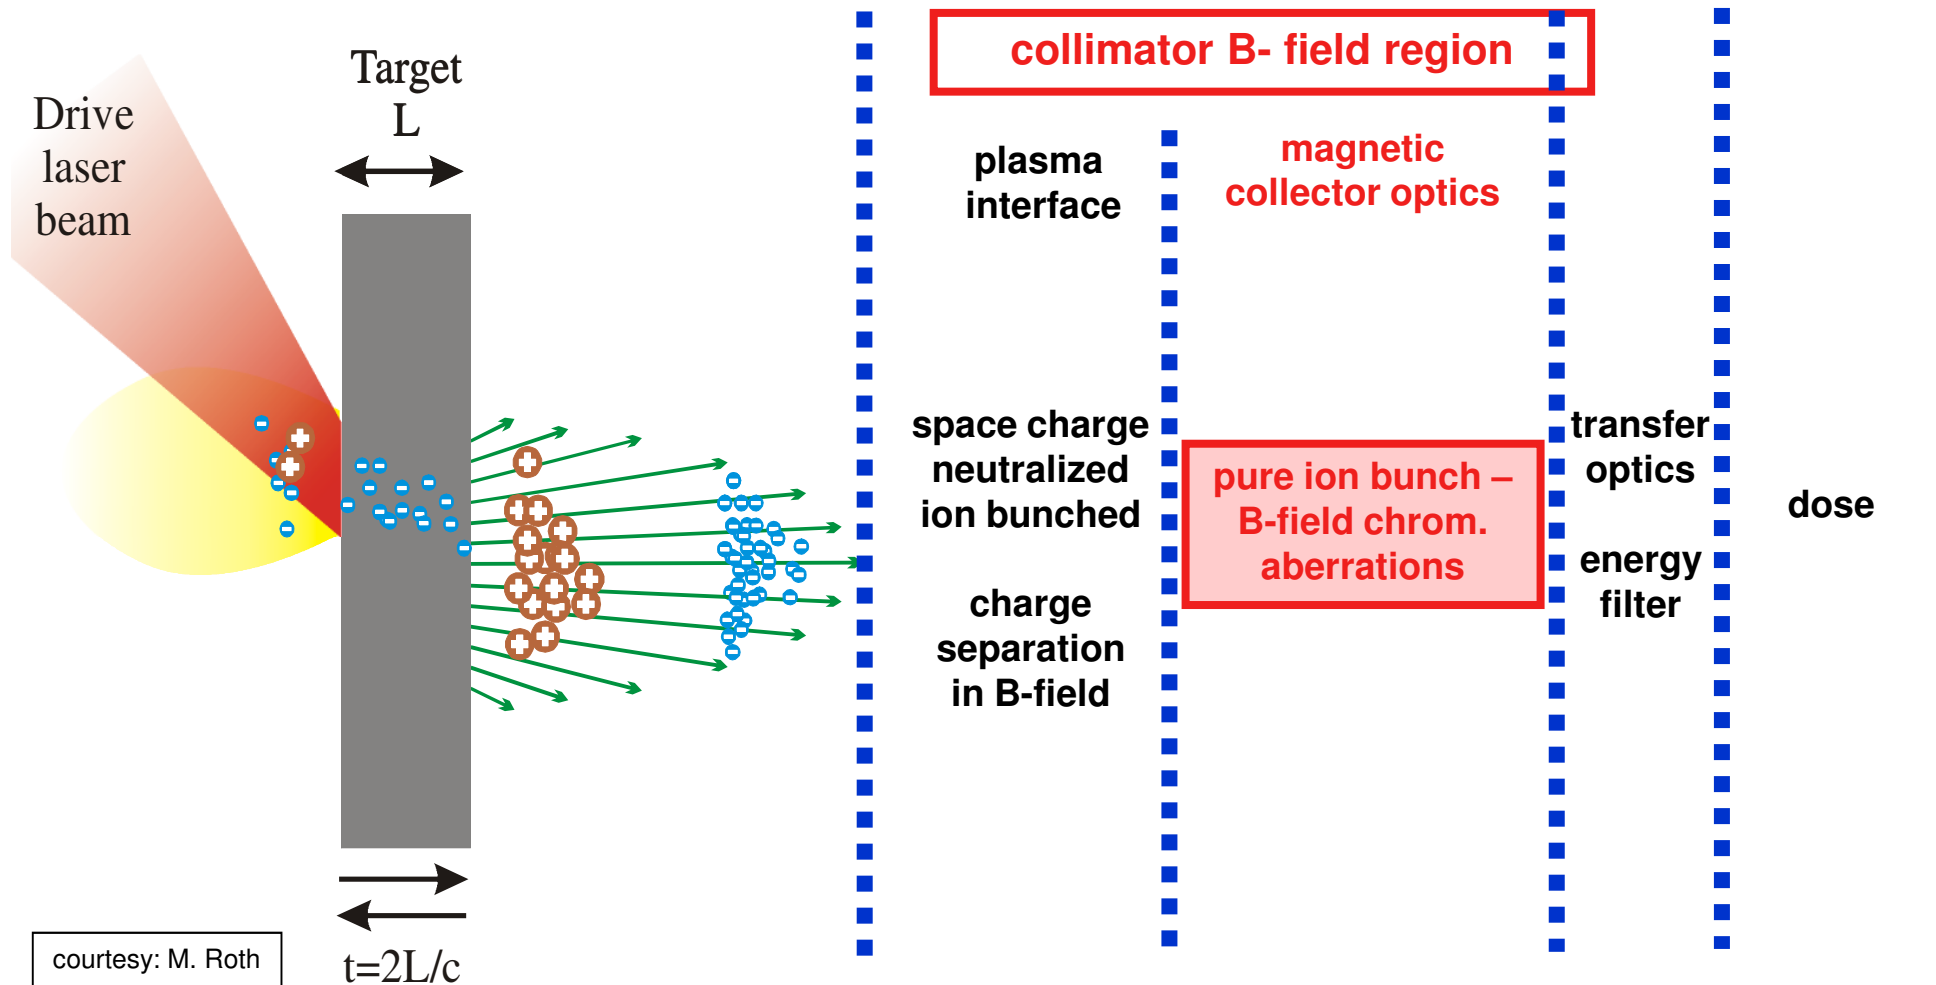 Drive
laser
beam
Target
L
collimator B- field region
plasma
interface
magnetic
collector optics
space charge
neutralized
ion bunched
charge
separation
in B-field
pure ion bunch –
B-field chrom.
aberrations
transfer
optics
energy
filter
dose
courtesy: M. Roth
t=2L/c